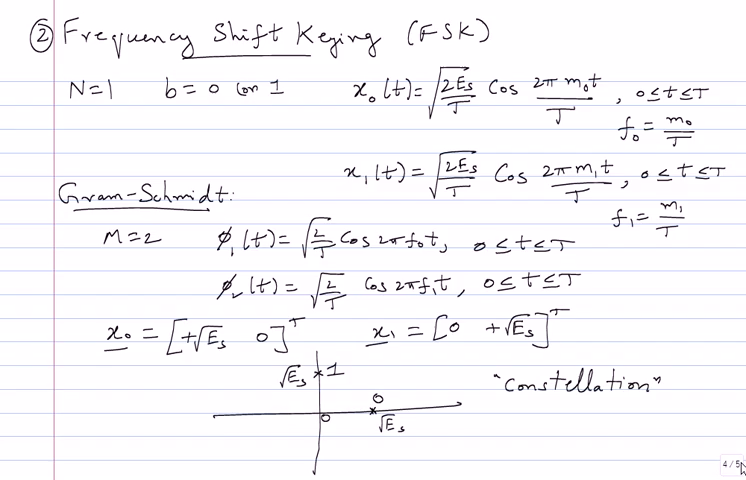 ② Frequency Shift Keying (FSK)
N=1 b=0 (or) 1 x₀(t)=√(2Es/T) Cos (2π m₀t/T), 0≤t≤T
f₀=m₀/T
x₁(t)=√(2Es/T) Cos (2π m₁t/T), 0≤t≤T
f₁=m₁/T
Gram-Schmidt:
M=2 φ₁(t)=√(2/T) Cos 2πf₀t, 0≤t≤T
φ₂(t)=√(2/T) Cos 2πf₁t, 0≤t≤T
x₀ = [+√Es 0]ᵀ x₁ = [0 +√Es]ᵀ
√Es 1
"Constellation"
0
0 √Es
4/5